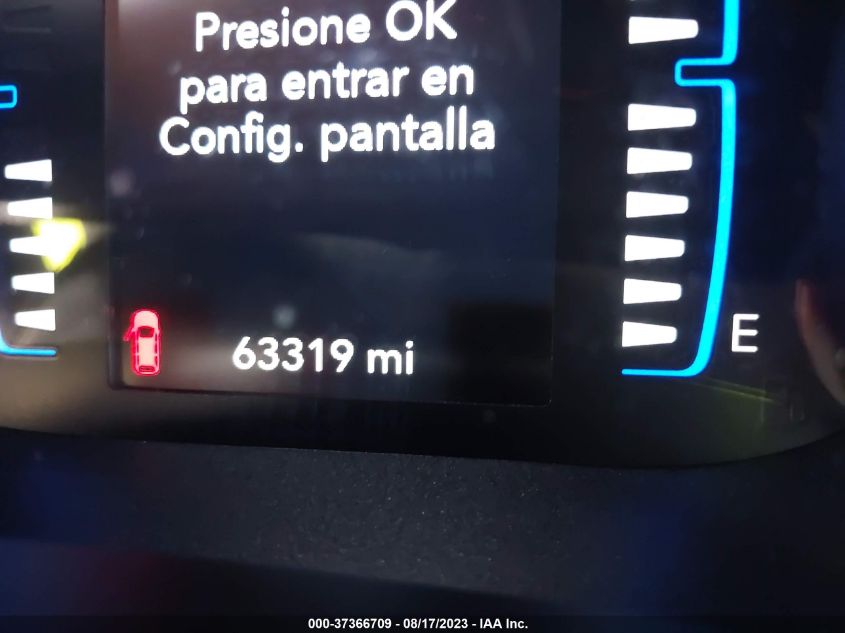 Presione OK
para entrar en
Config. pantalla
E
63319 mi
000-37366709 - 08/17/2023 - IAA Inc.